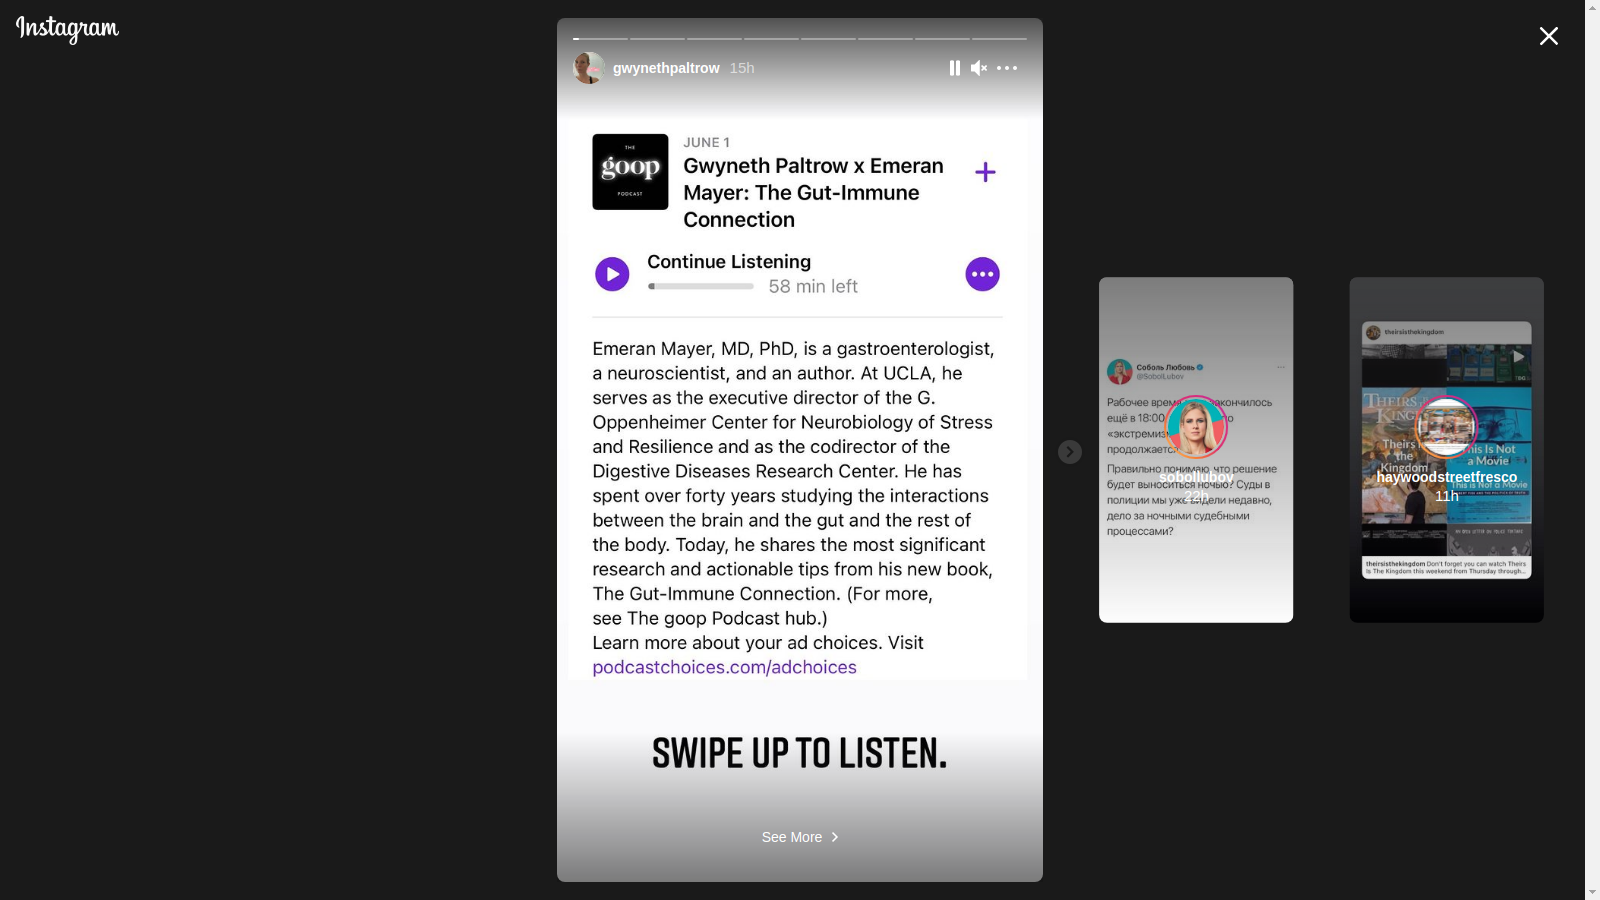 Instagram
gwynethpaltrow 15h
THE
goop
PODCAST
JUNE 1
Gwyneth Paltrow x Emeran
Mayer: The Gut-Immune
Connection
Continue Listening
58 min left
Emeran Mayer, MD, PhD, is a gastroenterologist,
a neuroscientist, and an author. At UCLA, he
serves as the executive director of the G.
Oppenheimer Center for Neurobiology of Stress
and Resilience and as the codirector of the
Digestive Diseases Research Center. He has
spent over forty years studying the interactions
between the brain and the gut and the rest of
the body. Today, he shares the most significant
research and actionable tips from his new book,
The Gut-Immune Connection. (For more,
see The goop Podcast hub.)
Learn more about your ad choices. Visit
podcastchoices.com/adchoices
SWIPE UP TO LISTEN.
See More
Соболь Любовь
@SobolLubov
Рабочее время закончилось
ещё в 18:00
продолжается
Правильно понимаю, что решение
будет выноситься ночью? Суды в
полиции мы уже видели недавно,
дело за ночными судебными
процессами?
sobollubov
22h
theirsisthekingdom
Theirs
the
Kingdom
This Is Not
a Movie
This is Not a Movie
haywoodstreetfresco
11h
theirsisthekingdom Don't forget you can watch Theirs
Is The Kingdom this weekend from Thursday through...